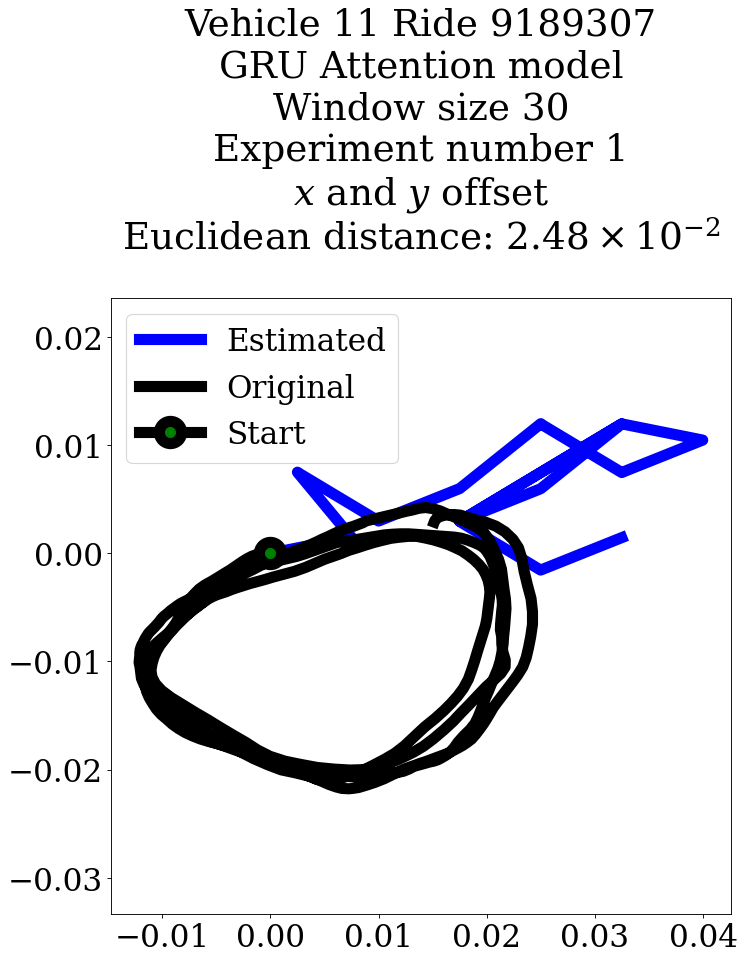 Vehicle 11 Ride 9189307
GRU Attention model
Window size 30
Experiment number 1
x and y offset
Euclidean distance: 2.48 × 10⁻²
Estimated
Original
Start
0.02
0.01
0.00
−0.01
−0.02
−0.03
−0.01 0.00 0.01 0.02 0.03 0.04